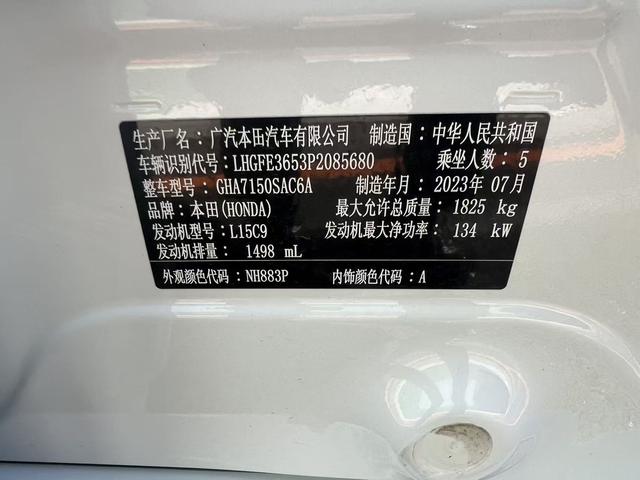 生产厂名：广汽本田汽车有限公司 制造国：中华人民共和国
车辆识别代号：LHGFE3653P2085680 乘坐人数：5
整车型号：GHA7150SAC6A 制造年月：2023年 07月
品牌：本田(HONDA) 最大允许总质量：1825 kg
发动机型号：L15C9 发动机最大净功率：134 kW
发动机排量：1498 mL
外观颜色代码：NH883P 内饰颜色代码：A